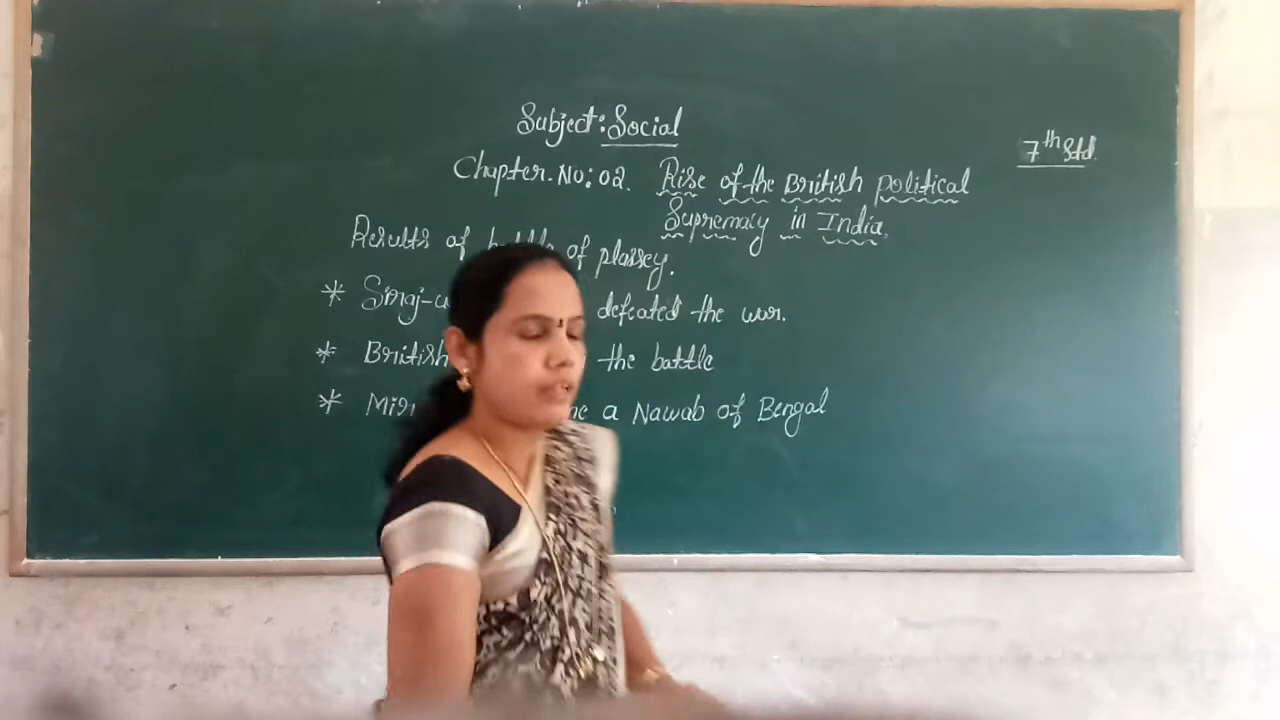 Subject: Social
7th Std.
Chapter. No: 02. Rise of the British political
Supremacy in India.
Results of battle of plassey.
* Siraj-u defeated the war.
* British the battle
* Mir a Nawab of Bengal